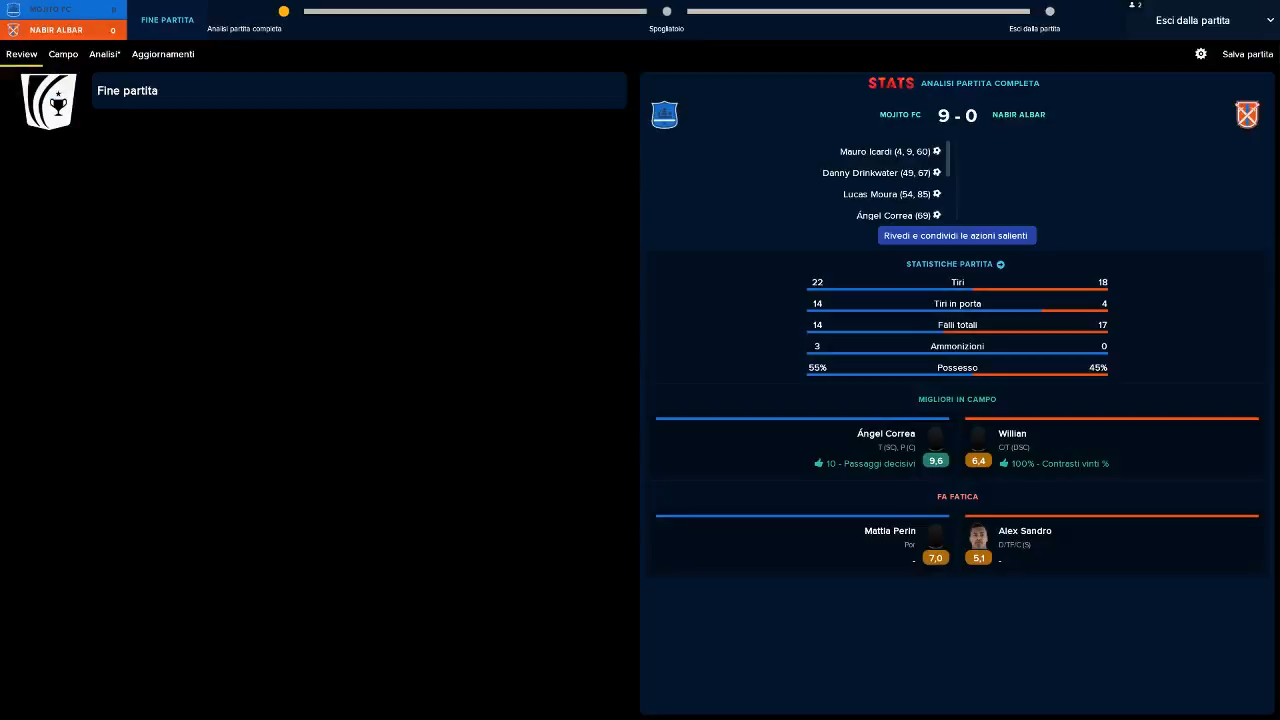 MOJITO FC
NABIR ALBAR 0
FINE PARTITA
Analisi partita completa
Spogliatoio
Esci dalla partita
2
Esci dalla partita
Review Campo Analisi* Aggiornamenti
Salva partita
Fine partita
STATS ANALISI PARTITA COMPLETA
MOJITO FC 9 - 0 NABIR ALBAR
Mauro Icardi (4, 9, 60)
Danny Drinkwater (49, 67)
Lucas Moura (54, 85)
Ángel Correa (69)
Rivedi e condividi le azioni salienti
STATISTICHE PARTITA
22 Tiri 18
14 Tiri in porta 4
14 Falli totali 17
3 Ammonizioni 0
55% Possesso 45%
MIGLIORI IN CAMPO
Ángel Correa
T (SC), P (C)
10 - Passaggi decisivi
9,6
Willian
C/T (DSC)
6,4
100% - Contrasti vinti %
FA FATICA
Mattia Perin
Por
-
7,0
Alex Sandro
D/TF/C (S)
5,1
-